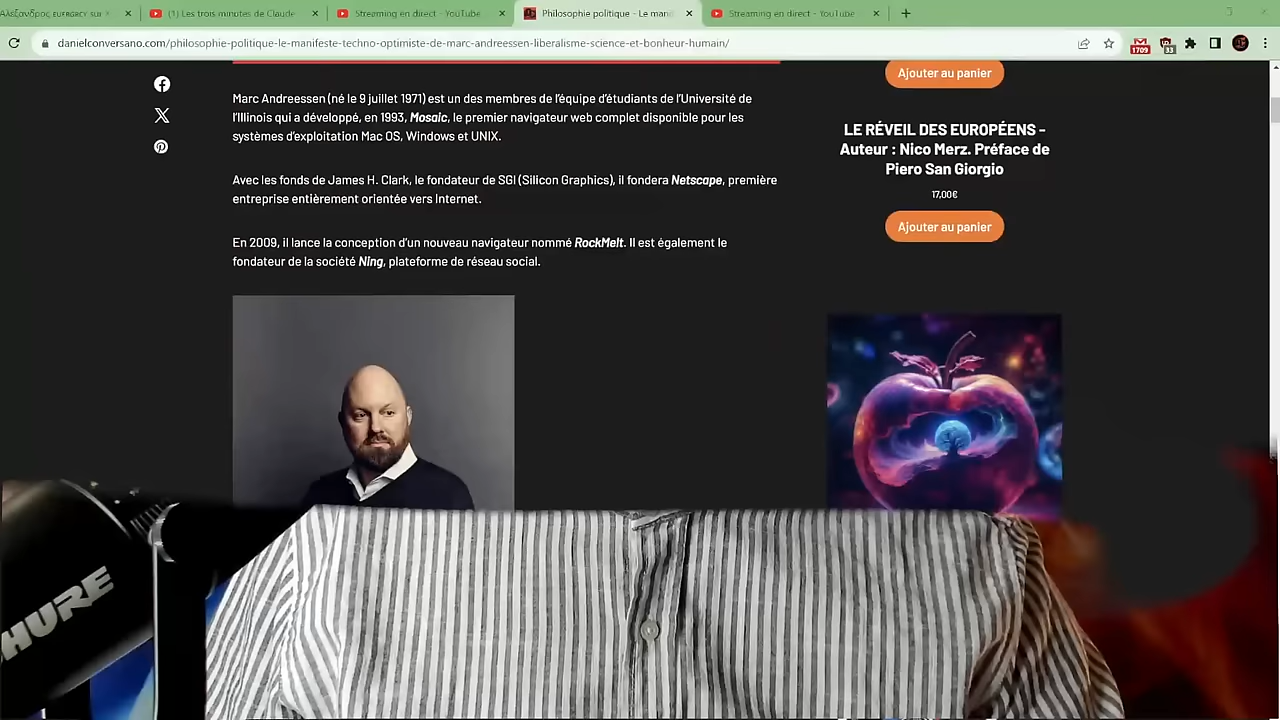 (1) Les trois minutes de Claude
Streaming en direct - YouTube
Philosophie politique - Le mani
Streaming en direct - YouTube
danielconversano.com/philosophie-politique-le-manifeste-techno-optimiste-de-marc-andreessen-liberalisme-science-et-bonheur-humain/
1709
33
Marc Andreessen (né le 9 juillet 1971) est un des membres de l'équipe d'étudiants de l'Université de
l'Illinois qui a développé, en 1993, Mosaic, le premier navigateur web complet disponible pour les
systèmes d'exploitation Mac OS, Windows et UNIX.
Avec les fonds de James H. Clark, le fondateur de SGI (Silicon Graphics), il fondera Netscape, première
entreprise entièrement orientée vers Internet.
En 2009, il lance la conception d'un nouveau navigateur nommé RockMelt. Il est également le
fondateur de la société Ning, plateforme de réseau social.
Ajouter au panier
LE RÉVEIL DES EUROPÉENS -
Auteur : Nico Merz. Préface de
Piero San Giorgio
17,00€
Ajouter au panier
HURE